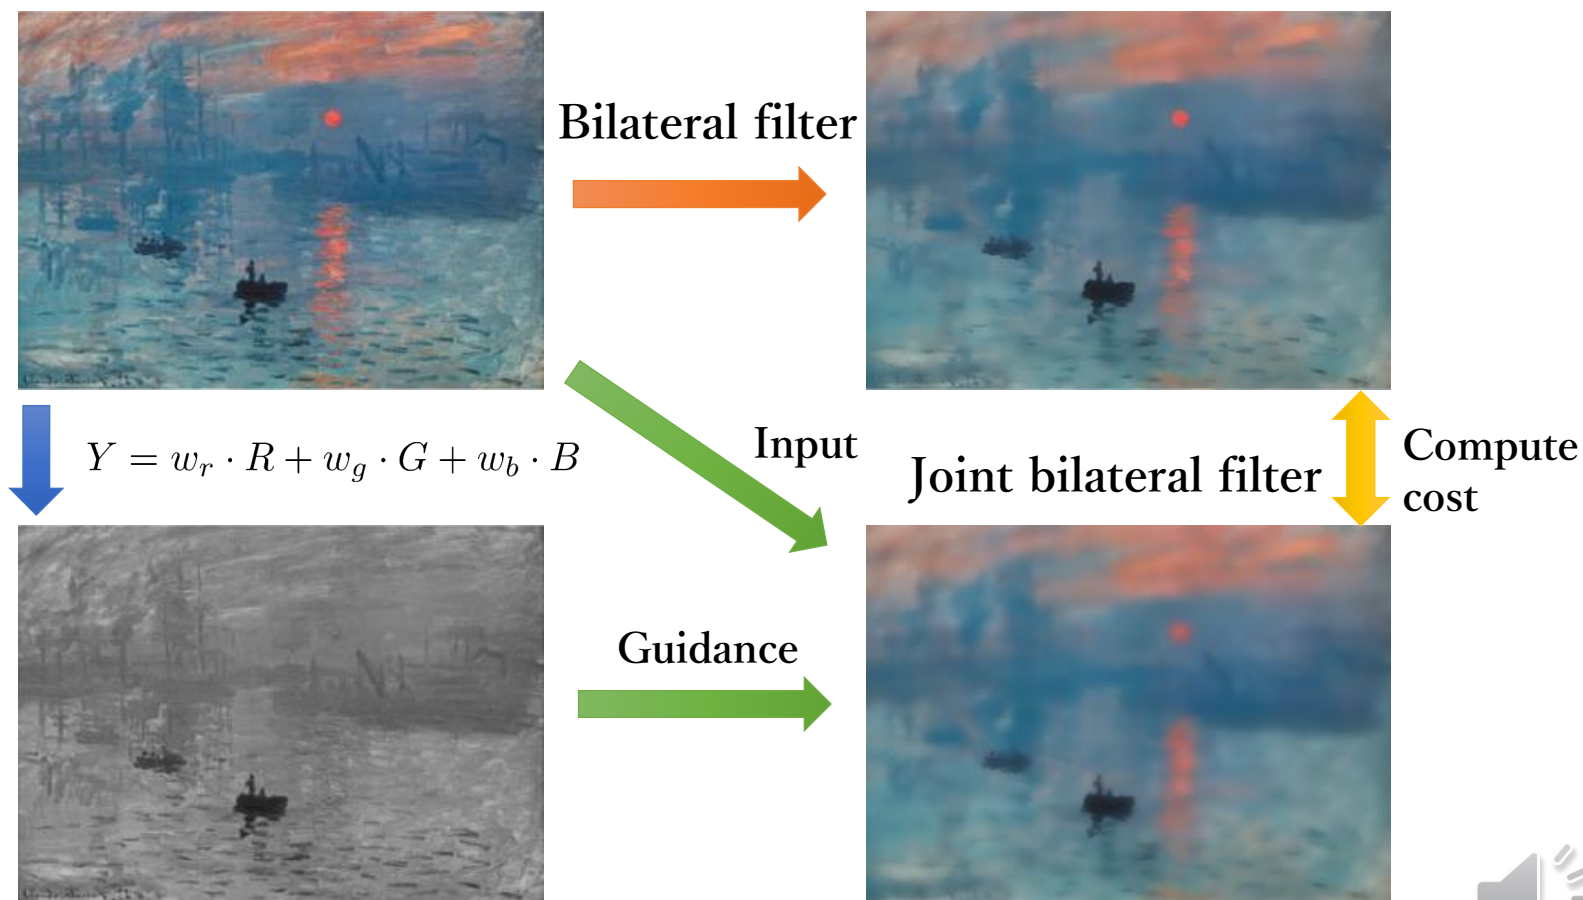 Bilateral filter
Y = w_r · R + w_g · G + w_b · B
Input
Joint bilateral filter
Compute
cost
Guidance